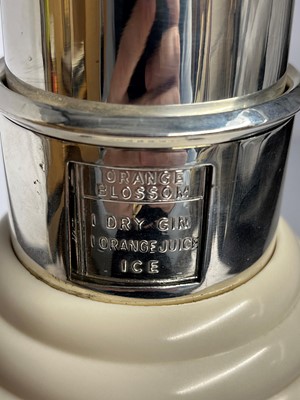 ORANGE
BLOSSOM
1 DRY GIN
1 ORANGE JUICE
ICE